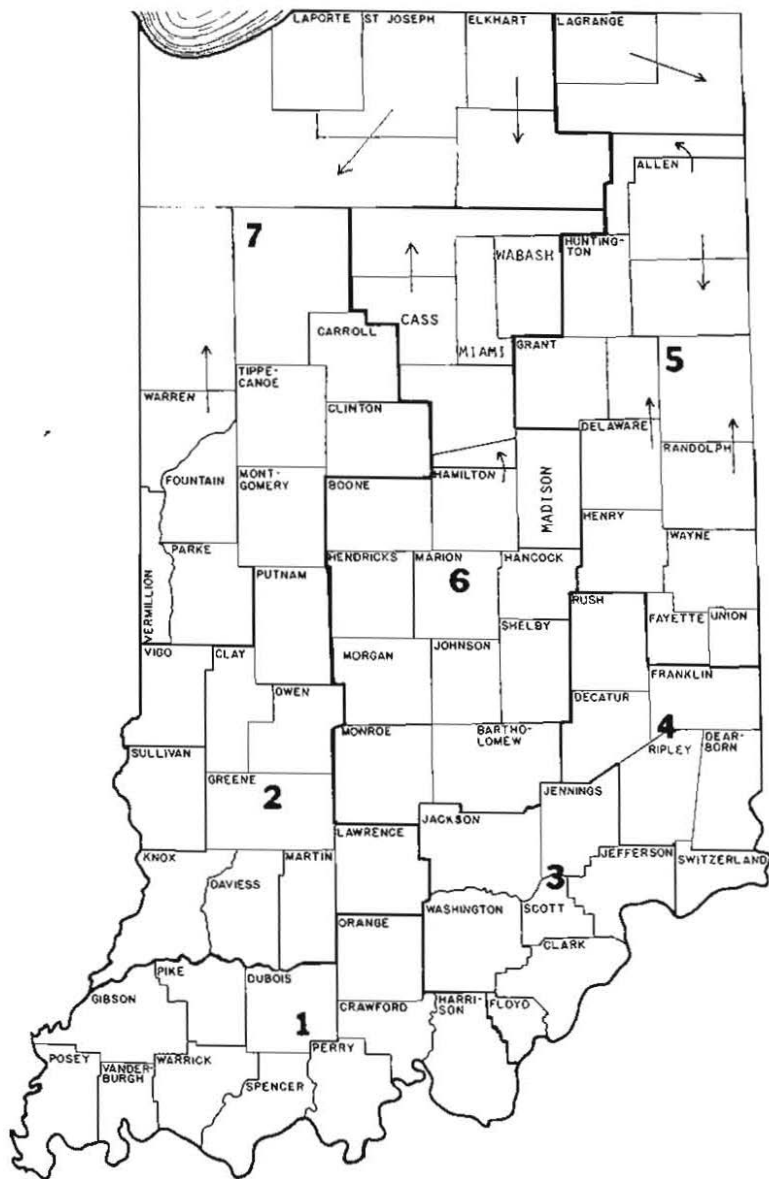 LAPORTE
ST JOSEPH
ELKHART
LAGRANGE
ALLEN
7
HUNTING-
TON
WABASH
CASS
CARROLL
MIAMI
GRANT
5
TIPPE-
CANOE
WARREN
CLINTON
DELAWARE
RANDOLPH
FOUNTAIN
MONT-
GOMERY
BOONE
HAMILTON
MADISON
HENRY
WAYNE
PARKE
VERMILLION
PUTNAM
HENDRICKS
MARION
HANCOCK
6
RUSH
FAYETTE
UNION
SHELBY
VIGO
CLAY
MORGAN
JOHNSON
FRANKLIN
OWEN
DECATUR
4
SULLIVAN
MONROE
BARTHO-
LOMEW
RIPLEY
DEAR-
BORN
GREENE
2
JENNINGS
JACKSON
LAWRENCE
KNOX
DAVIESS
MARTIN
JEFFERSON
SWITZERLAND
3
WASHINGTON
SCOTT
ORANGE
CLARK
PIKE
DUBOIS
GIBSON
CRAWFORD
HARRI-
SON
FLOYD
1
POSEY
VANDER-
BURGH
WARRICK
PERRY
SPENCER